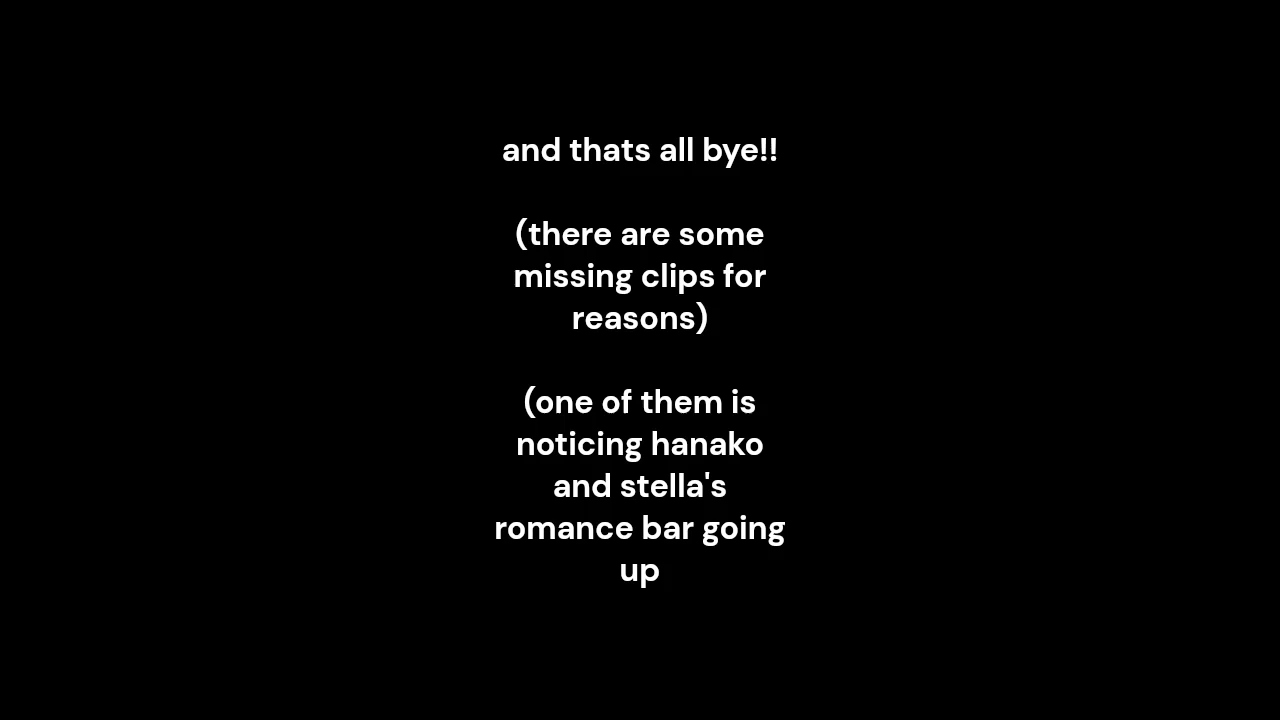 and thats all bye!!
(there are some
missing clips for
reasons)
(one of them is
noticing hanako
and stella's
romance bar going
up